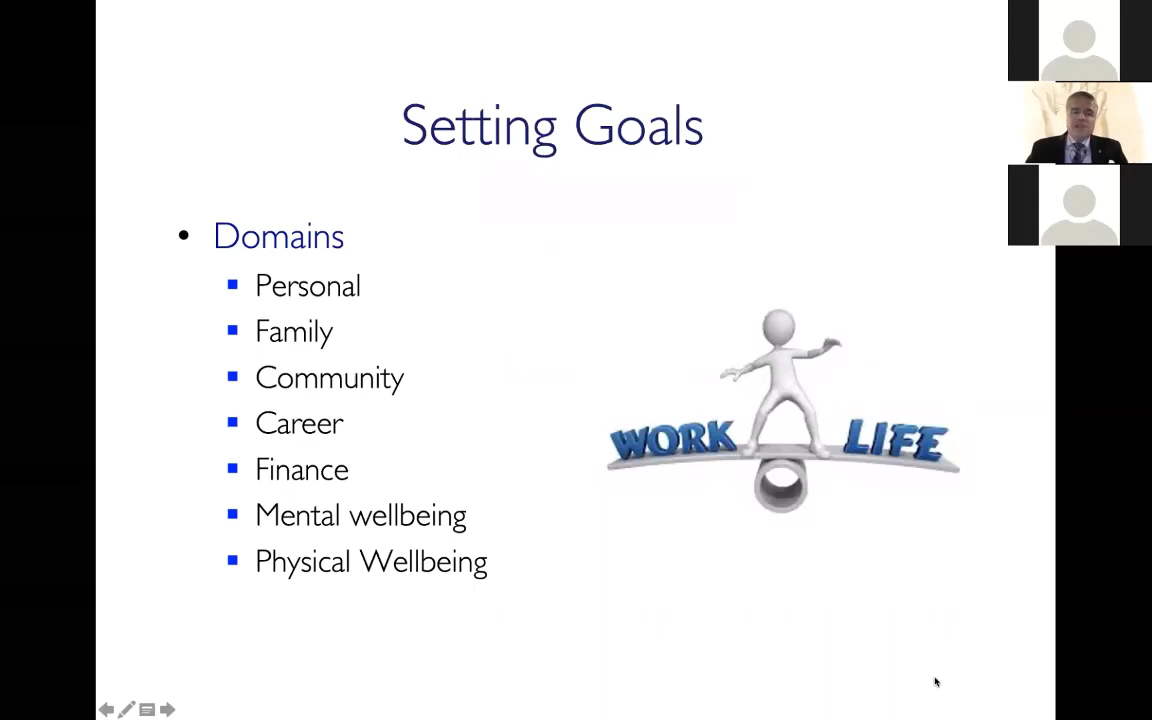 Setting Goals
Domains
Personal
Family
Community
Career
Finance
Mental wellbeing
Physical Wellbeing
WORK LIFE